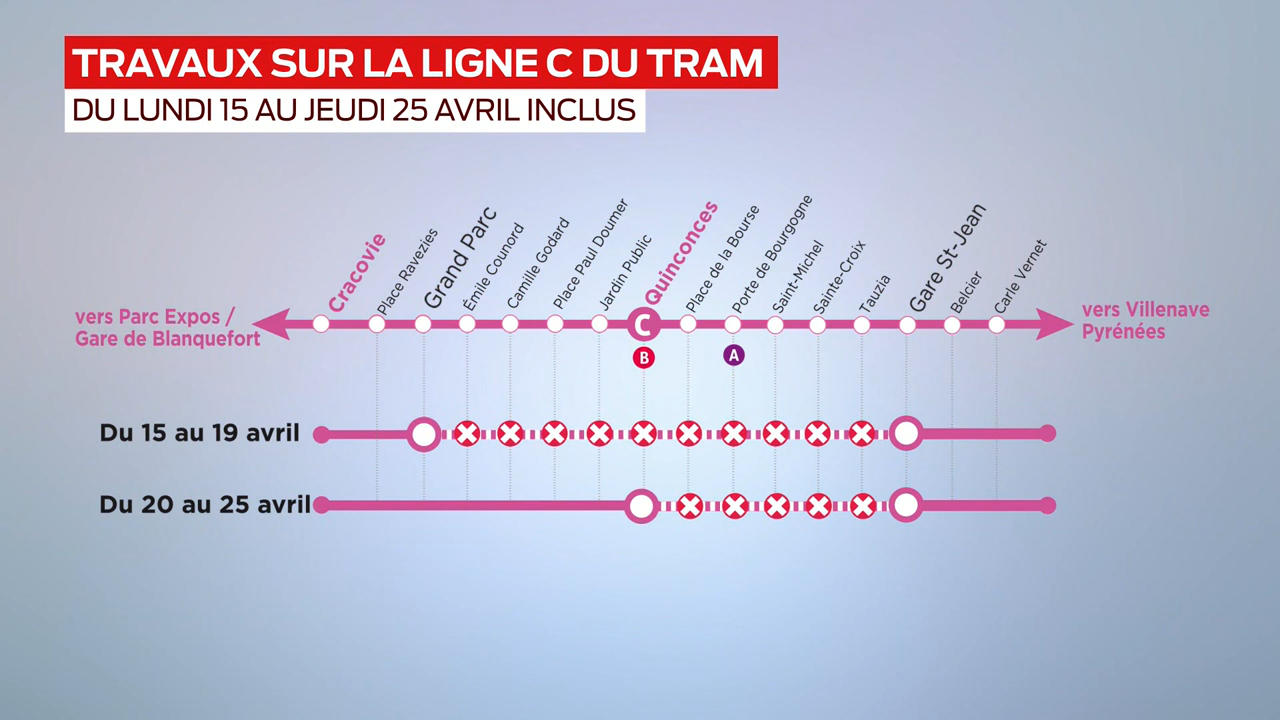 TRAVAUX SUR LA LIGNE C DU TRAM
DU LUNDI 15 AU JEUDI 25 AVRIL INCLUS
Cracovie
Place Ravezies
Grand Parc
Émile Counord
Camille Godard
Place Paul Doumer
Jardin Public
Quinconces
Place de la Bourse
Porte de Bourgogne
Saint-Michel
Sainte-Croix
Tauzia
Gare St-Jean
Belcier
Carle Vernet
vers Parc Expos /
Gare de Blanquefort
C
vers Villenave
Pyrénées
B
A
Du 15 au 19 avril
Du 20 au 25 avril